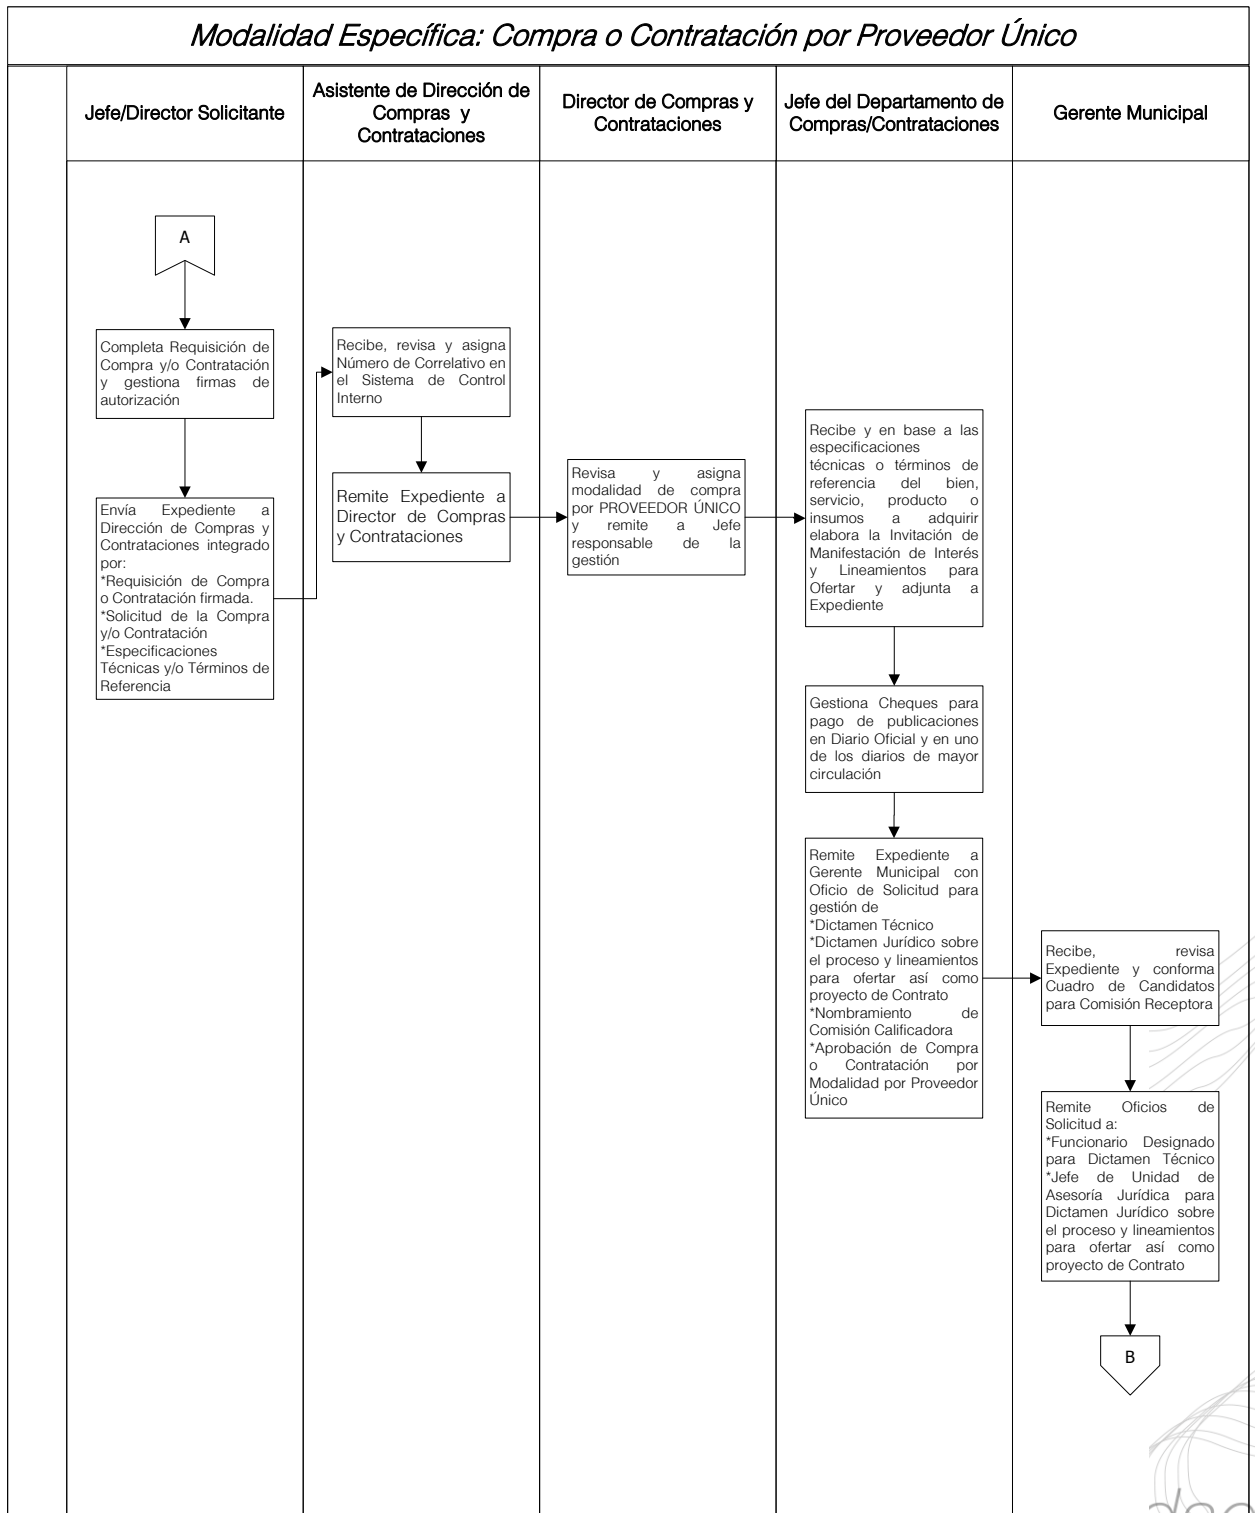 Modalidad Específica: Compra o Contratación por Proveedor Único
Jefe/Director Solicitante
Asistente de Dirección de
Compras y
Contrataciones
Director de Compras y
Contrataciones
Jefe del Departamento de
Compras/Contrataciones
Gerente Municipal
A
Completa Requisición de
Compra y/o Contratación
y gestiona firmas de
autorización
Envía Expediente a
Dirección de Compras y
Contrataciones integrado
por:
*Requisición de Compra
o Contratación firmada.
*Solicitud de la Compra
y/o Contratación
*Especificaciones
Técnicas y/o Términos de
Referencia
Recibe, revisa y asigna
Número de Correlativo en
el Sistema de Control
Interno
Remite Expediente a
Director de Compras
y Contrataciones
Revisa y asigna
modalidad de compra
por PROVEEDOR ÚNICO
y remite a Jefe
responsable de la
gestión
Recibe y en base a las
especificaciones
técnicas o términos de
referencia del bien,
servicio, producto o
insumos a adquirir
elabora la Invitación de
Manifestación de Interés
y Lineamientos para
Ofertar y adjunta a
Expediente
Gestiona Cheques para
pago de publicaciones
en Diario Oficial y en uno
de los diarios de mayor
circulación
Remite Expediente a
Gerente Municipal con
Oficio de Solicitud para
gestión de
*Dictamen Técnico
*Dictamen Jurídico sobre
el proceso y lineamientos
para ofertar así como
proyecto de Contrato
*Nombramiento de
Comisión Calificadora
*Aprobación de Compra
o Contratación por
Modalidad por Proveedor
Único
Recibe, revisa
Expediente y conforma
Cuadro de Candidatos
para Comisión Receptora
Remite Oficios de
Solicitud a:
*Funcionario Designado
para Dictamen Técnico
*Jefe de Unidad de
Asesoría Jurídica para
Dictamen Jurídico sobre
el proceso y lineamientos
para ofertar así como
proyecto de Contrato
B